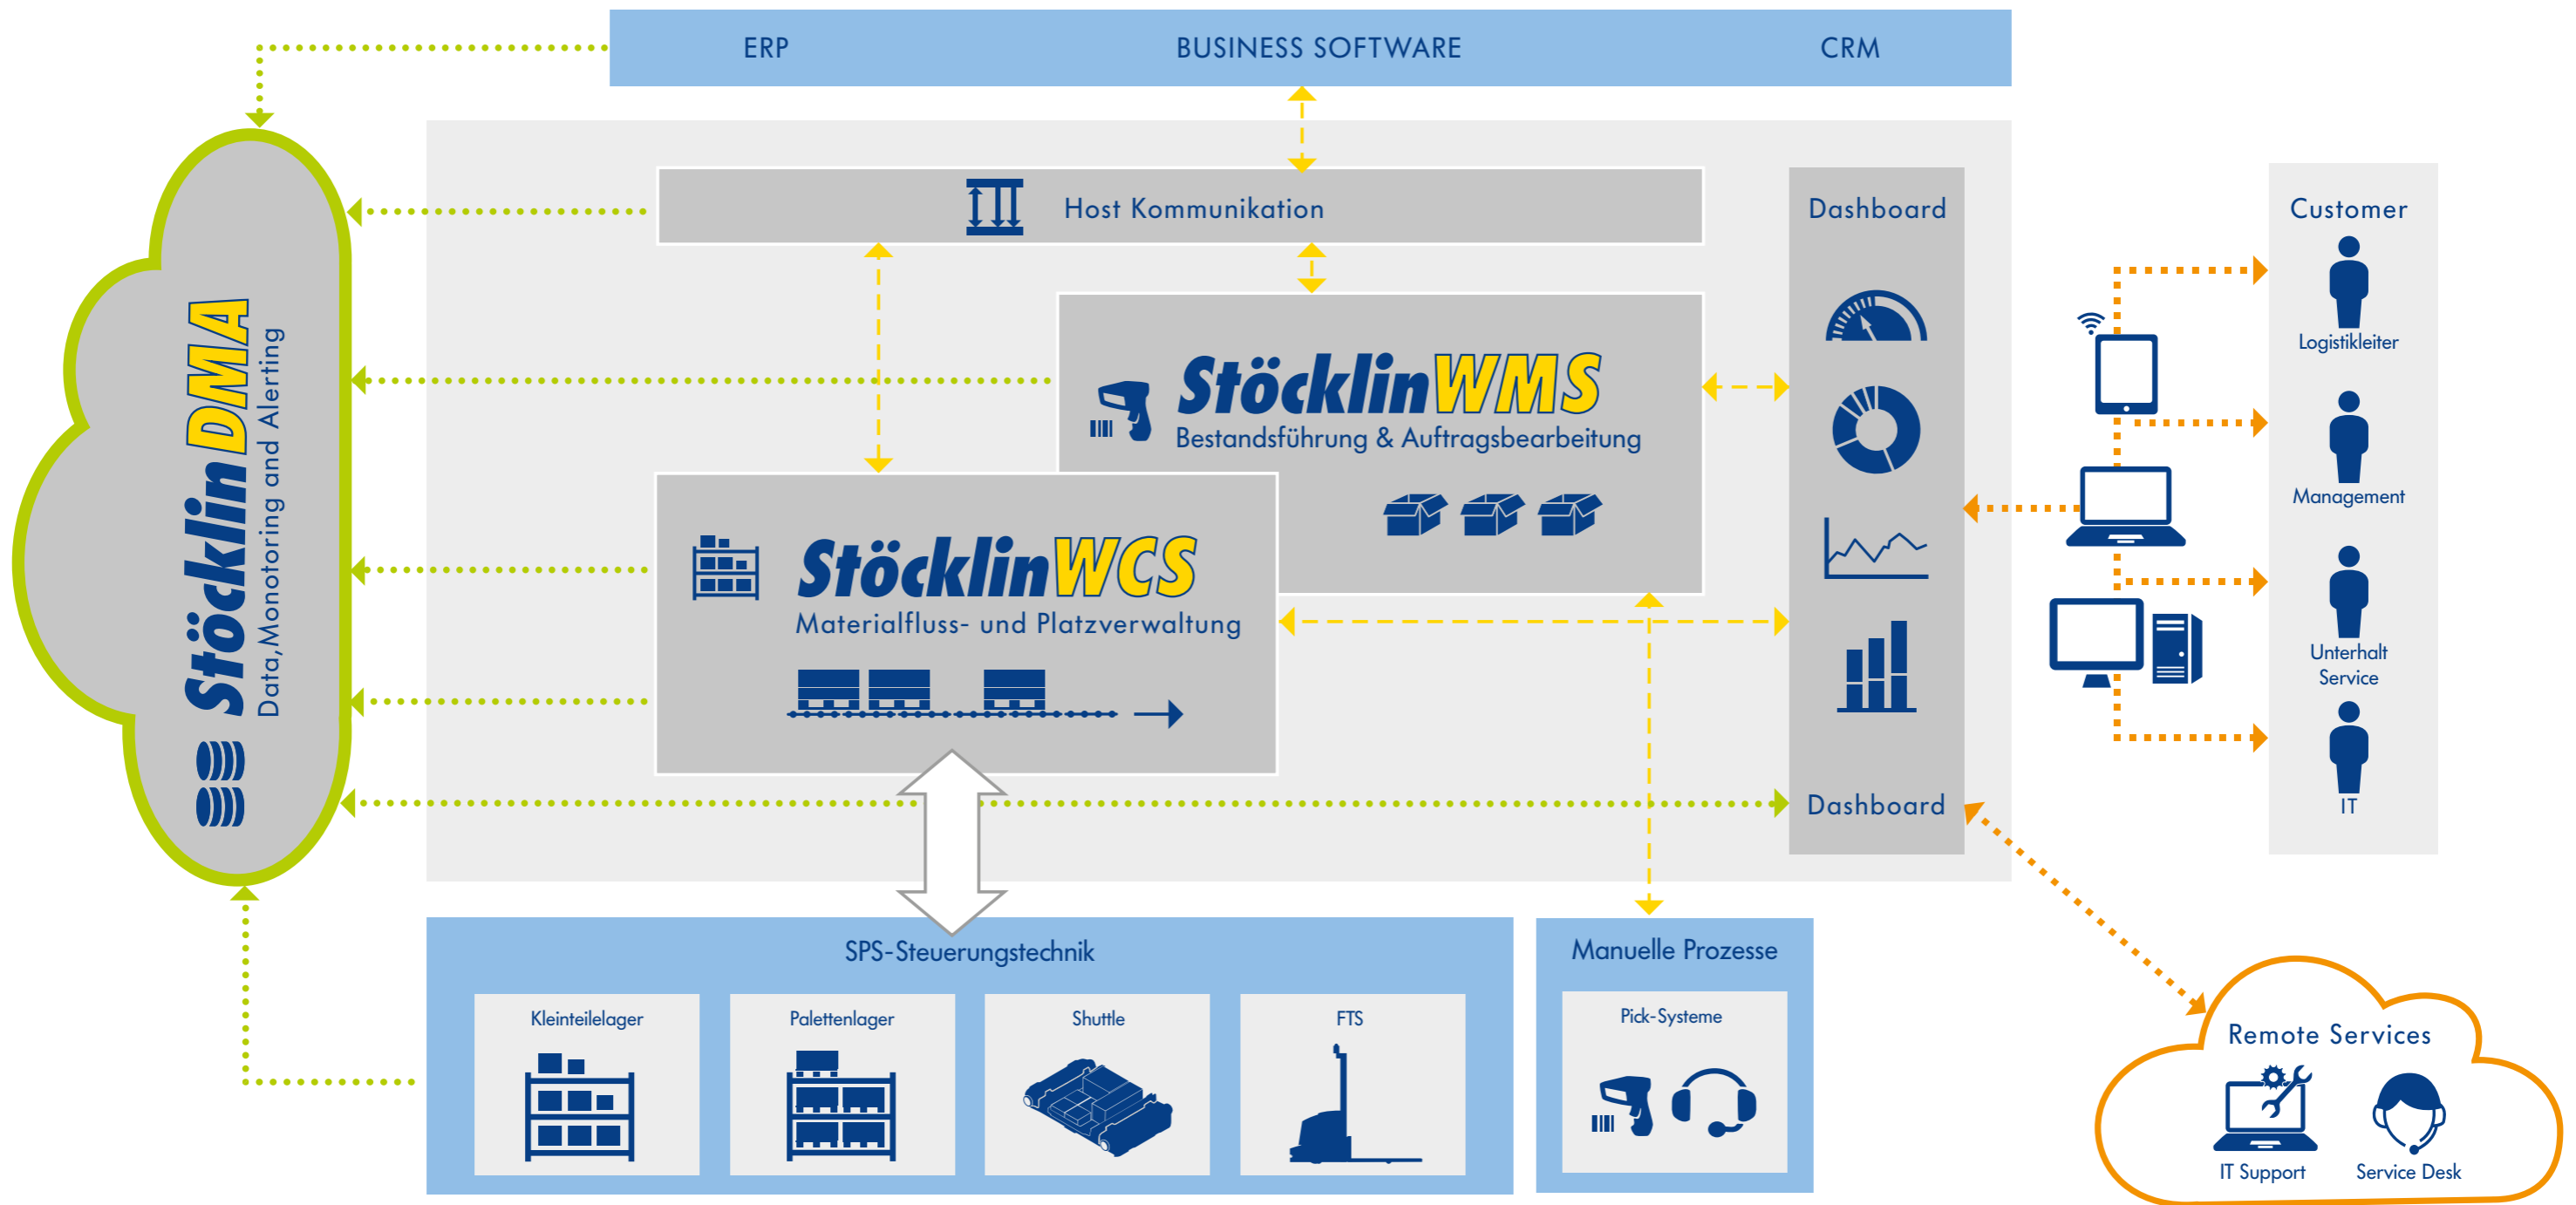 ERP
BUSINESS SOFTWARE
CRM
Host Kommunikation
Dashboard
Customer
Logistikleiter
Management
Unterhalt
Service
IT
StöcklinDMA
Data,Monotoring and Alerting
StöcklinWMS
Bestandsführung & Auftragsbearbeitung
StöcklinWCS
Materialfluss- und Platzverwaltung
Dashboard
SPS-Steuerungstechnik
Kleinteilelager
Palettenlager
Shuttle
FTS
Manuelle Prozesse
Pick-Systeme
Remote Services
IT Support
Service Desk